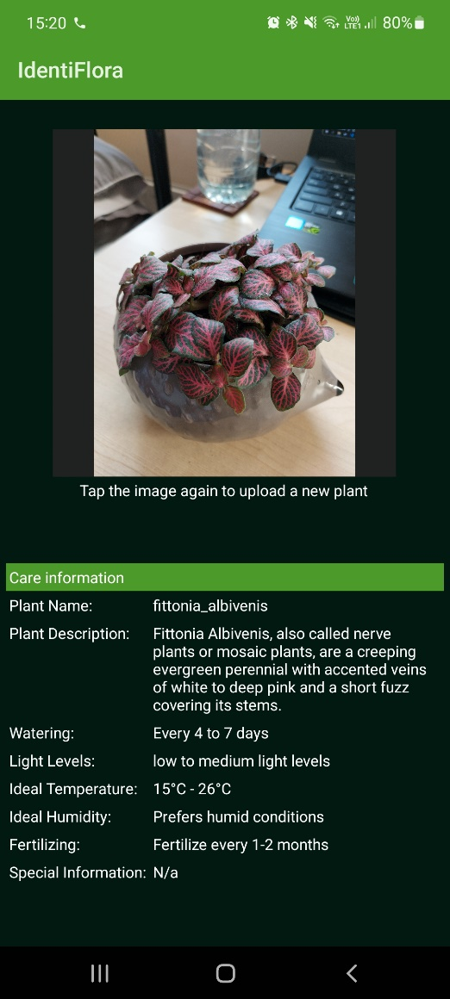 15:20
Vo)) LTE1 80%
IdentiFlora
Tap the image again to upload a new plant
Care information
Plant Name: fittonia_albivenis
Plant Description: Fittonia Albivenis, also called nerve
plants or mosaic plants, are a creeping
evergreen perennial with accented veins
of white to deep pink and a short fuzz
covering its stems.
Watering: Every 4 to 7 days
Light Levels: low to medium light levels
Ideal Temperature: 15°C - 26°C
Ideal Humidity: Prefers humid conditions
Fertilizing: Fertilize every 1-2 months
Special Information: N/a